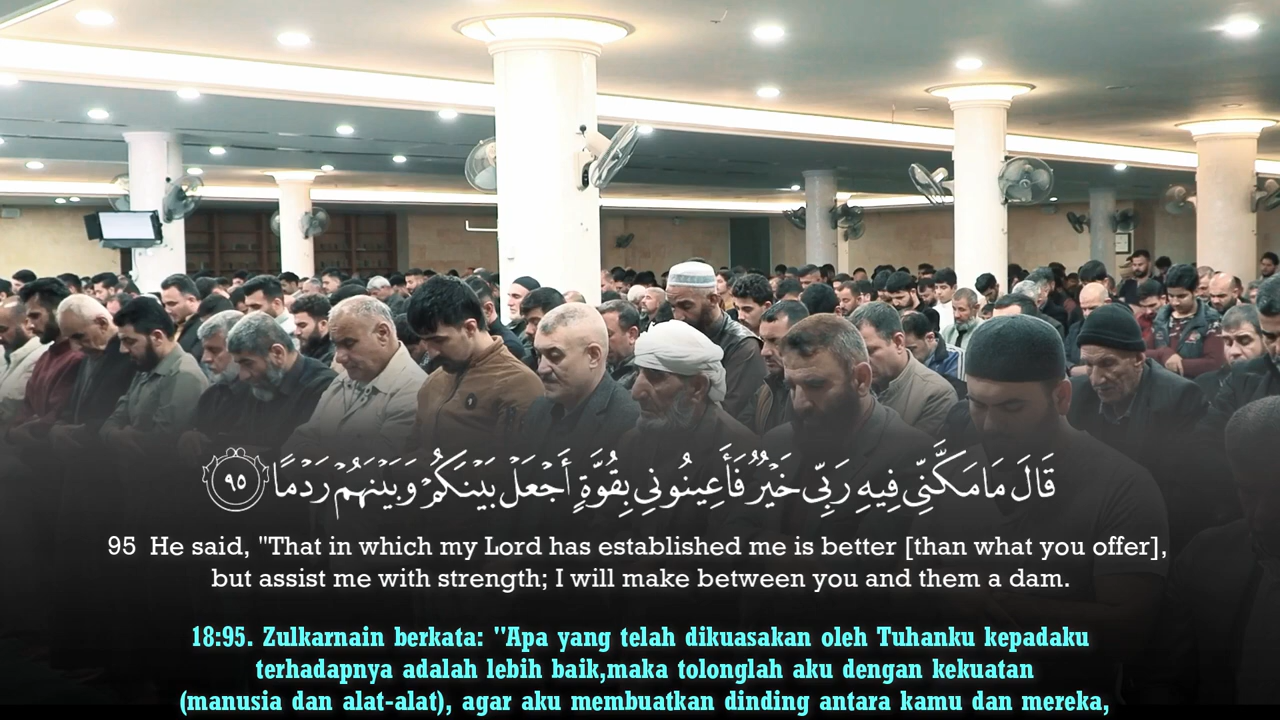 قَالَ مَا مَكَّنِّى فِيهِ رَبِّى خَيْرٌ فَأَعِينُونِى بِقُوَّةٍ أَجْعَلْ بَيْنَكُمْ وَبَيْنَهُمْ رَدْمًا ٩٥
95 He said, "That in which my Lord has established me is better [than what you offer],
but assist me with strength; I will make between you and them a dam.
18:95. Zulkarnain berkata: "Apa yang telah dikuasakan oleh Tuhanku kepadaku
terhadapnya adalah lebih baik,maka tolonglah aku dengan kekuatan
(manusia dan alat-alat), agar aku membuatkan dinding antara kamu dan mereka,